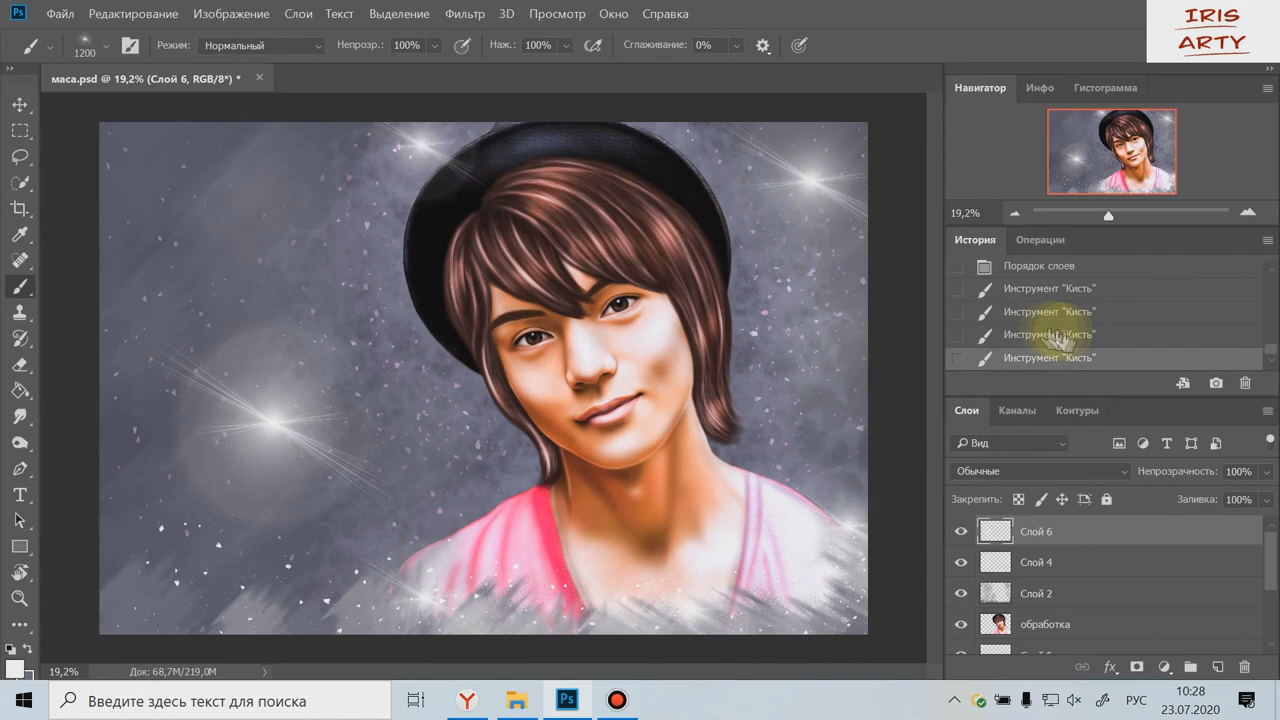 Ps Файл Редактирование Изображение Слои Текст Выделение Фильтр 3D Просмотр Окно Справка
IRIS
ARTY
1200 Режим: Нормальный Непрозр.: 100% Наж.: 100% Сглаживание: 0%
маса.psd @ 19,2% (Слой 6, RGB/8*) * ×
Навигатор Инфо Гистограмма
19,2%
История Операции
Порядок слоев
Инструмент "Кисть"
Инструмент "Кисть"
Инструмент "Кисть"
Инструмент "Кисть"
Слои Каналы Контуры
Вид
Обычные Непрозрачность: 100%
Закрепить: Заливка: 100%
Слой 6
Слой 4
Слой 2
обработка
19,2% Док: 68,7M/219,0M
Введите здесь текст для поиска
Ps
РУС
10:28
23.07.2020